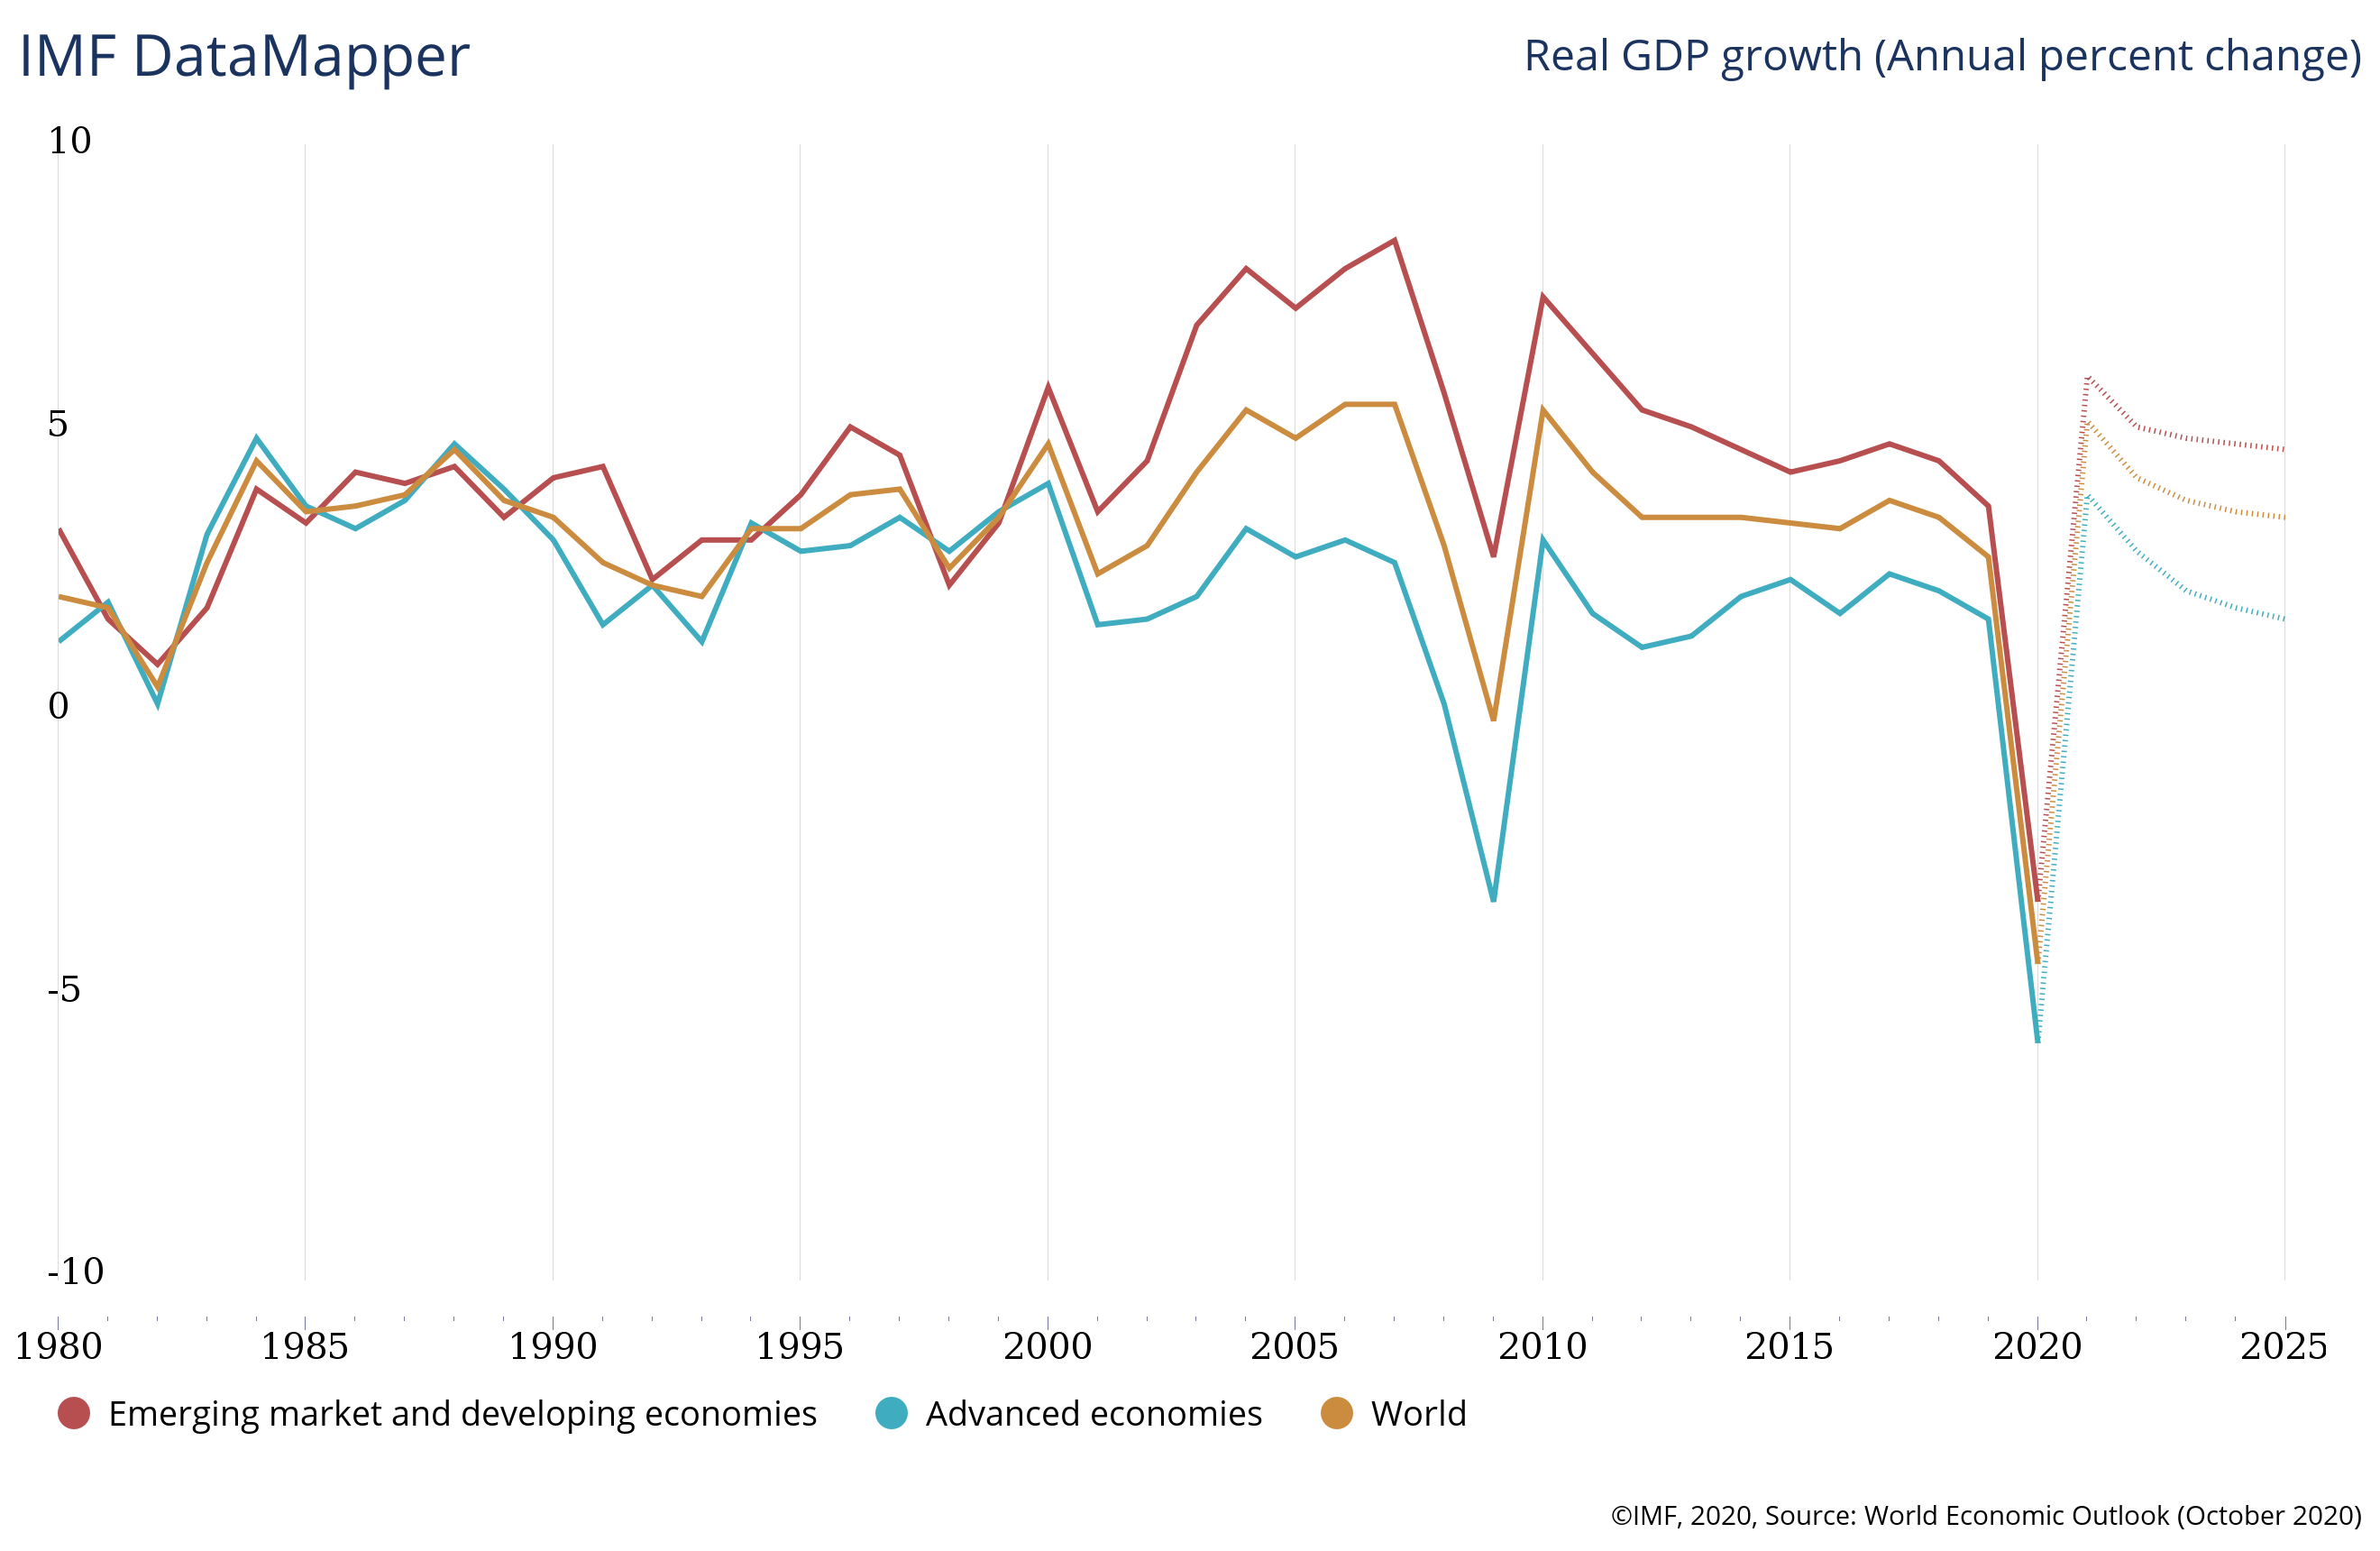 IMF DataMapper
Real GDP growth (Annual percent change)
10
5
0
-5
-10
1980 1985 1990 1995 2000 2005 2010 2015 2020 2025
Emerging market and developing economies Advanced economies World
©IMF, 2020, Source: World Economic Outlook (October 2020)